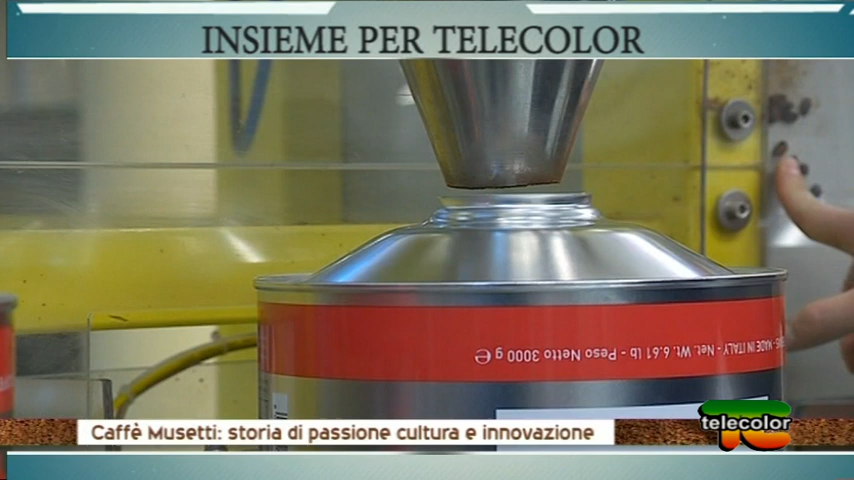 INSIEME PER TELECOLOR
- MADE IN ITALY - Net. Wt. 6.61 lb - Peso Netto 3000 g ℮
Caffè Musetti: storia di passione cultura e innovazione
telecolor